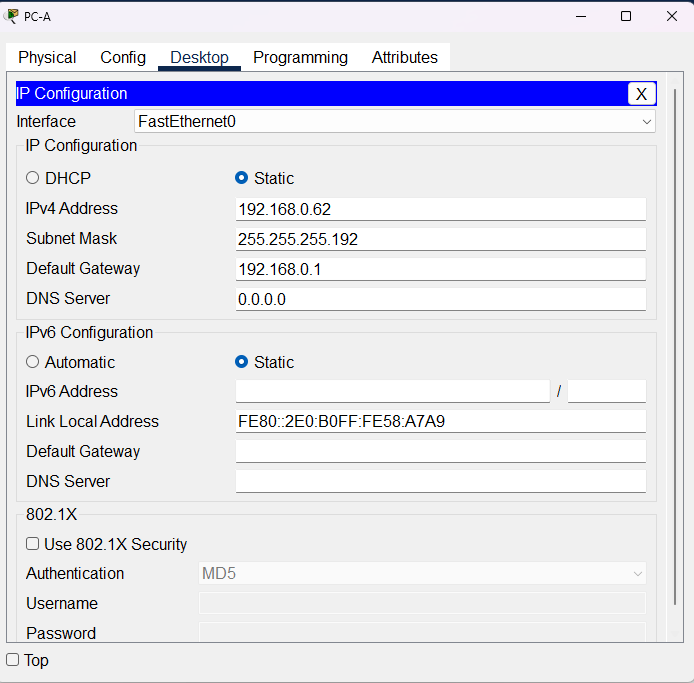 PC-A
Physical Config Desktop Programming Attributes
IP Configuration X
Interface FastEthernet0
IP Configuration
DHCP Static
IPv4 Address 192.168.0.62
Subnet Mask 255.255.255.192
Default Gateway 192.168.0.1
DNS Server 0.0.0.0
IPv6 Configuration
Automatic Static
IPv6 Address /
Link Local Address FE80::2E0:B0FF:FE58:A7A9
Default Gateway
DNS Server
802.1X
Use 802.1X Security
Authentication MD5
Username
Password
Top